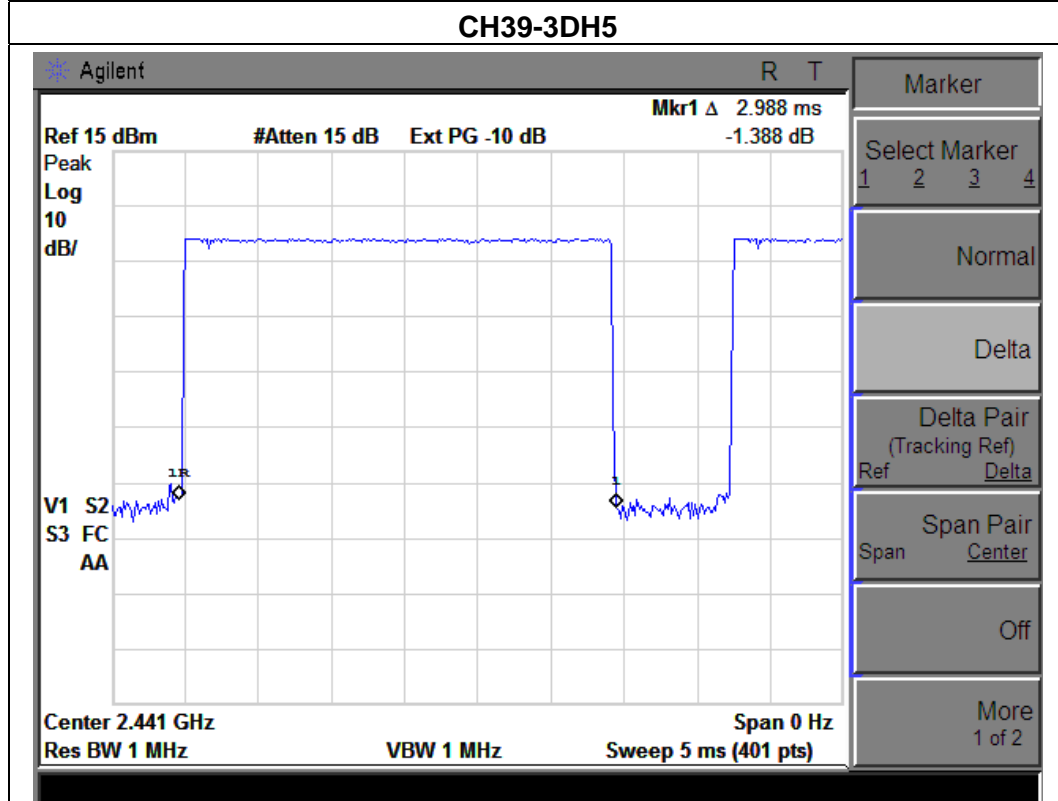 CH39-3DH5
Agilent R T
Mkr1 Δ 2.988 ms
Ref 15 dBm #Atten 15 dB Ext PG -10 dB -1.388 dB
Peak
Log
10
dB/
1R
1
V1 S2
S3 FC
AA
Center 2.441 GHz Span 0 Hz
Res BW 1 MHz VBW 1 MHz Sweep 5 ms (401 pts)
Marker
Select Marker
1 2 3 4
Normal
Delta
Delta Pair
(Tracking Ref)
Ref Delta
Span Pair
Span Center
Off
More
1 of 2